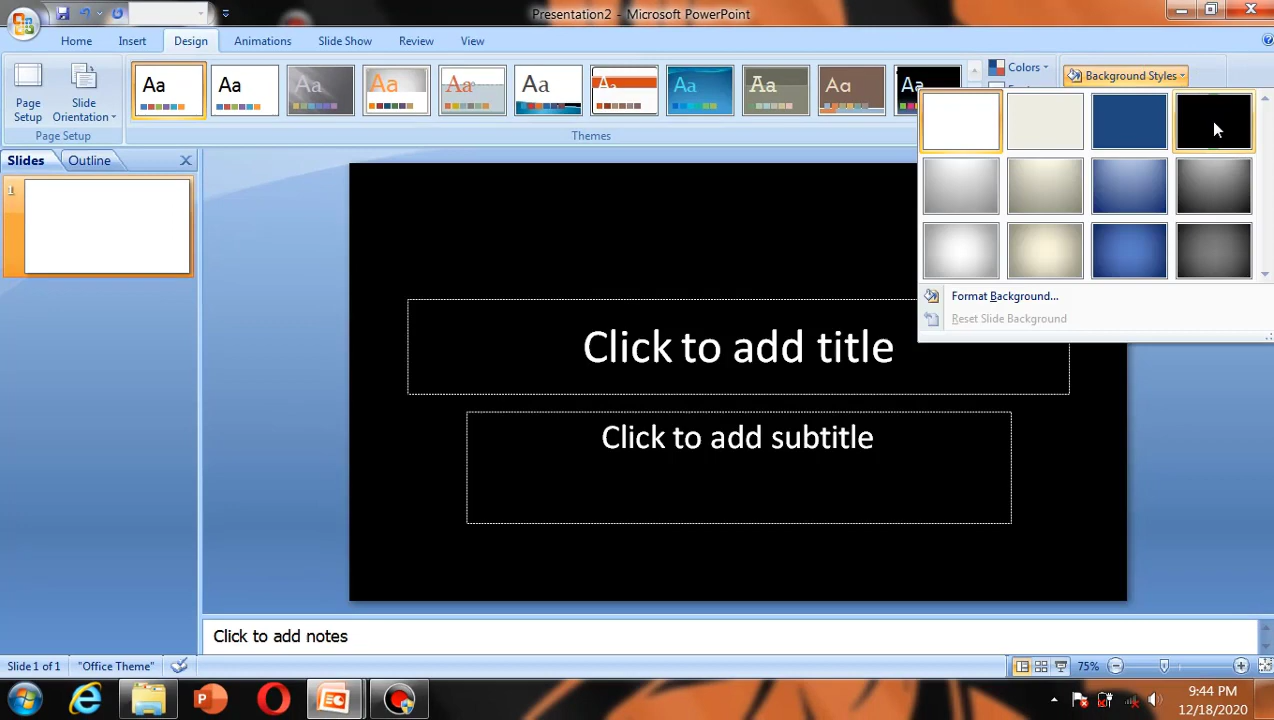 Presentation2 - Microsoft PowerPoint
Home Insert Design Animations Slide Show Review View
Page Setup
Slide Orientation
Aa Aa Aa Aa Aa Aa Aa Aa Aa Aa Aa
Colors
Background Styles
Page Setup
Themes
Slides Outline
1
Format Background...
Reset Slide Background
Click to add title
Click to add subtitle
Click to add notes
Slide 1 of 1 "Office Theme" 75%
9:44 PM
12/18/2020